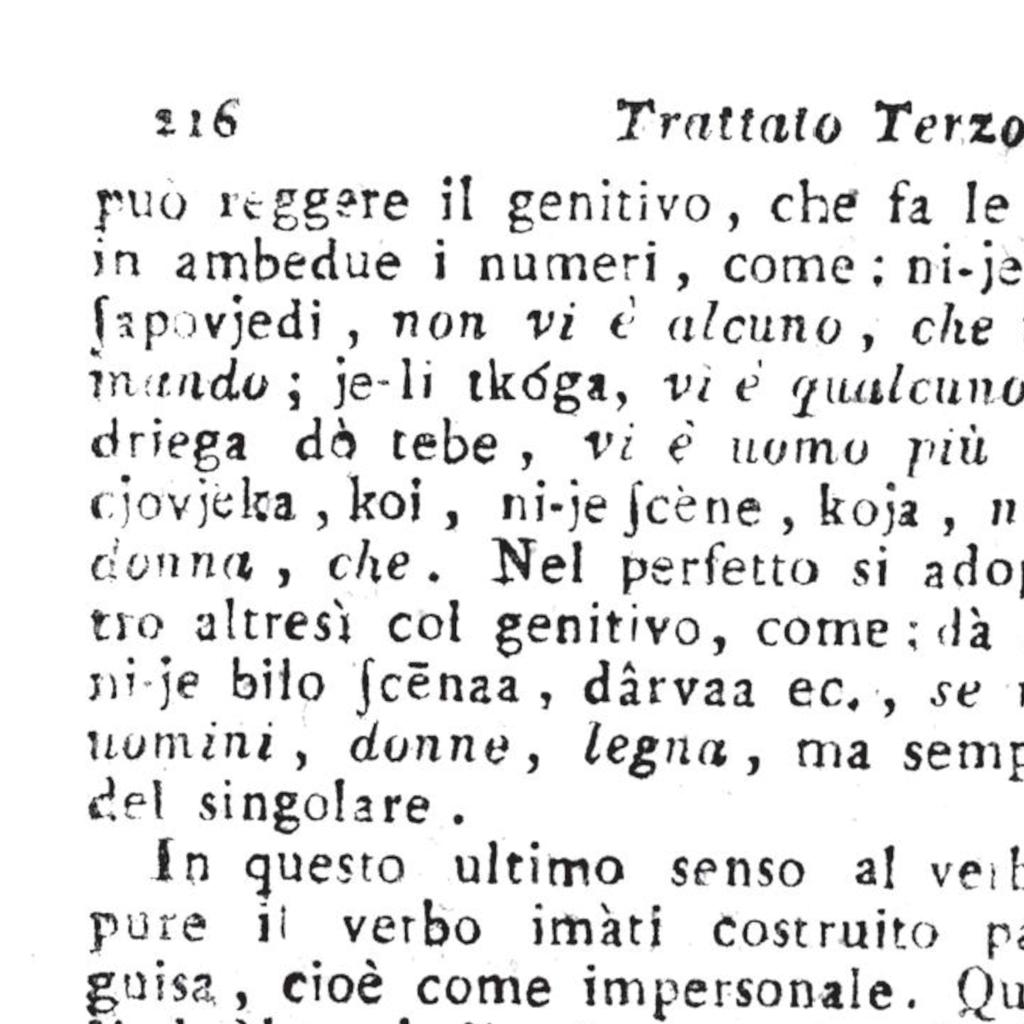 216 Trattato Terzo
può reggere il genitivo, che fa le
in ambedue i numeri, come: ni-je
ſapovjedi, non vi è alcuno, che
mando; je-li tkóga, vi è qualcuno
driega dò tebe, vi è uomo più
cjovjeka, koi, ni-je ſcène, koja, n
donna, che. Nel perfetto si adop
tro altresì col genitivo, come: dà
ni-je bilo ſcēnaa, dârvaa ec., se
uomini, donne, legna, ma semp
del singolare.
In questo ultimo senso al verb
pure il verbo imàti costruito pa
guisa, cioè come impersonale. Qu